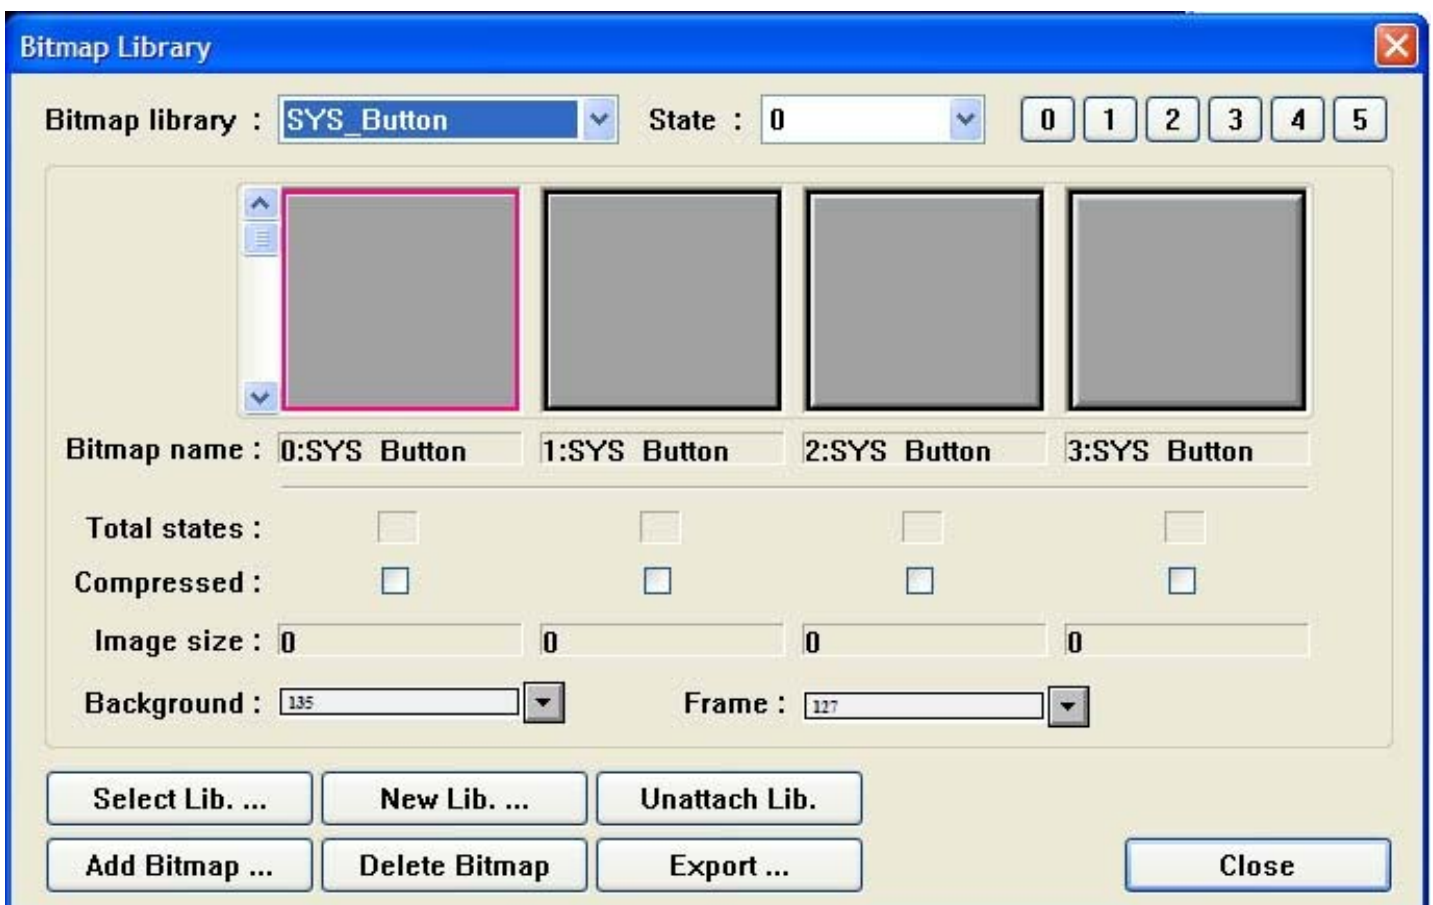 Bitmap Library
Bitmap library : SYS_Button State : 0 0 1 2 3 4 5
Bitmap name : 0:SYS Button 1:SYS Button 2:SYS Button 3:SYS Button
Total states :
Compressed :
Image size : 0 0 0 0
Background : 135 Frame : 127
Select Lib. ... New Lib. ... Unattach Lib.
Add Bitmap ... Delete Bitmap Export ... Close